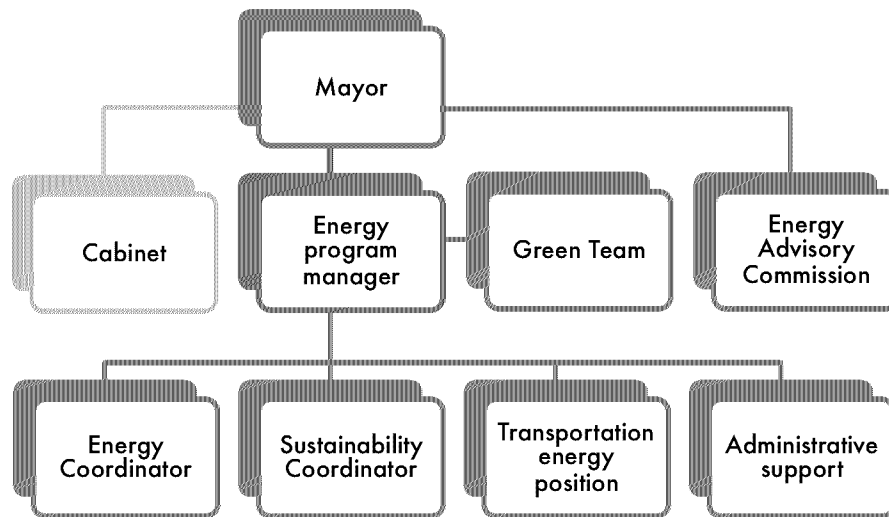 Mayor
Cabinet
Energy
program
manager
Green Team
Energy
Advisory
Commission
Energy
Coordinator
Sustainability
Coordinator
Transportation
energy
position
Administrative
support